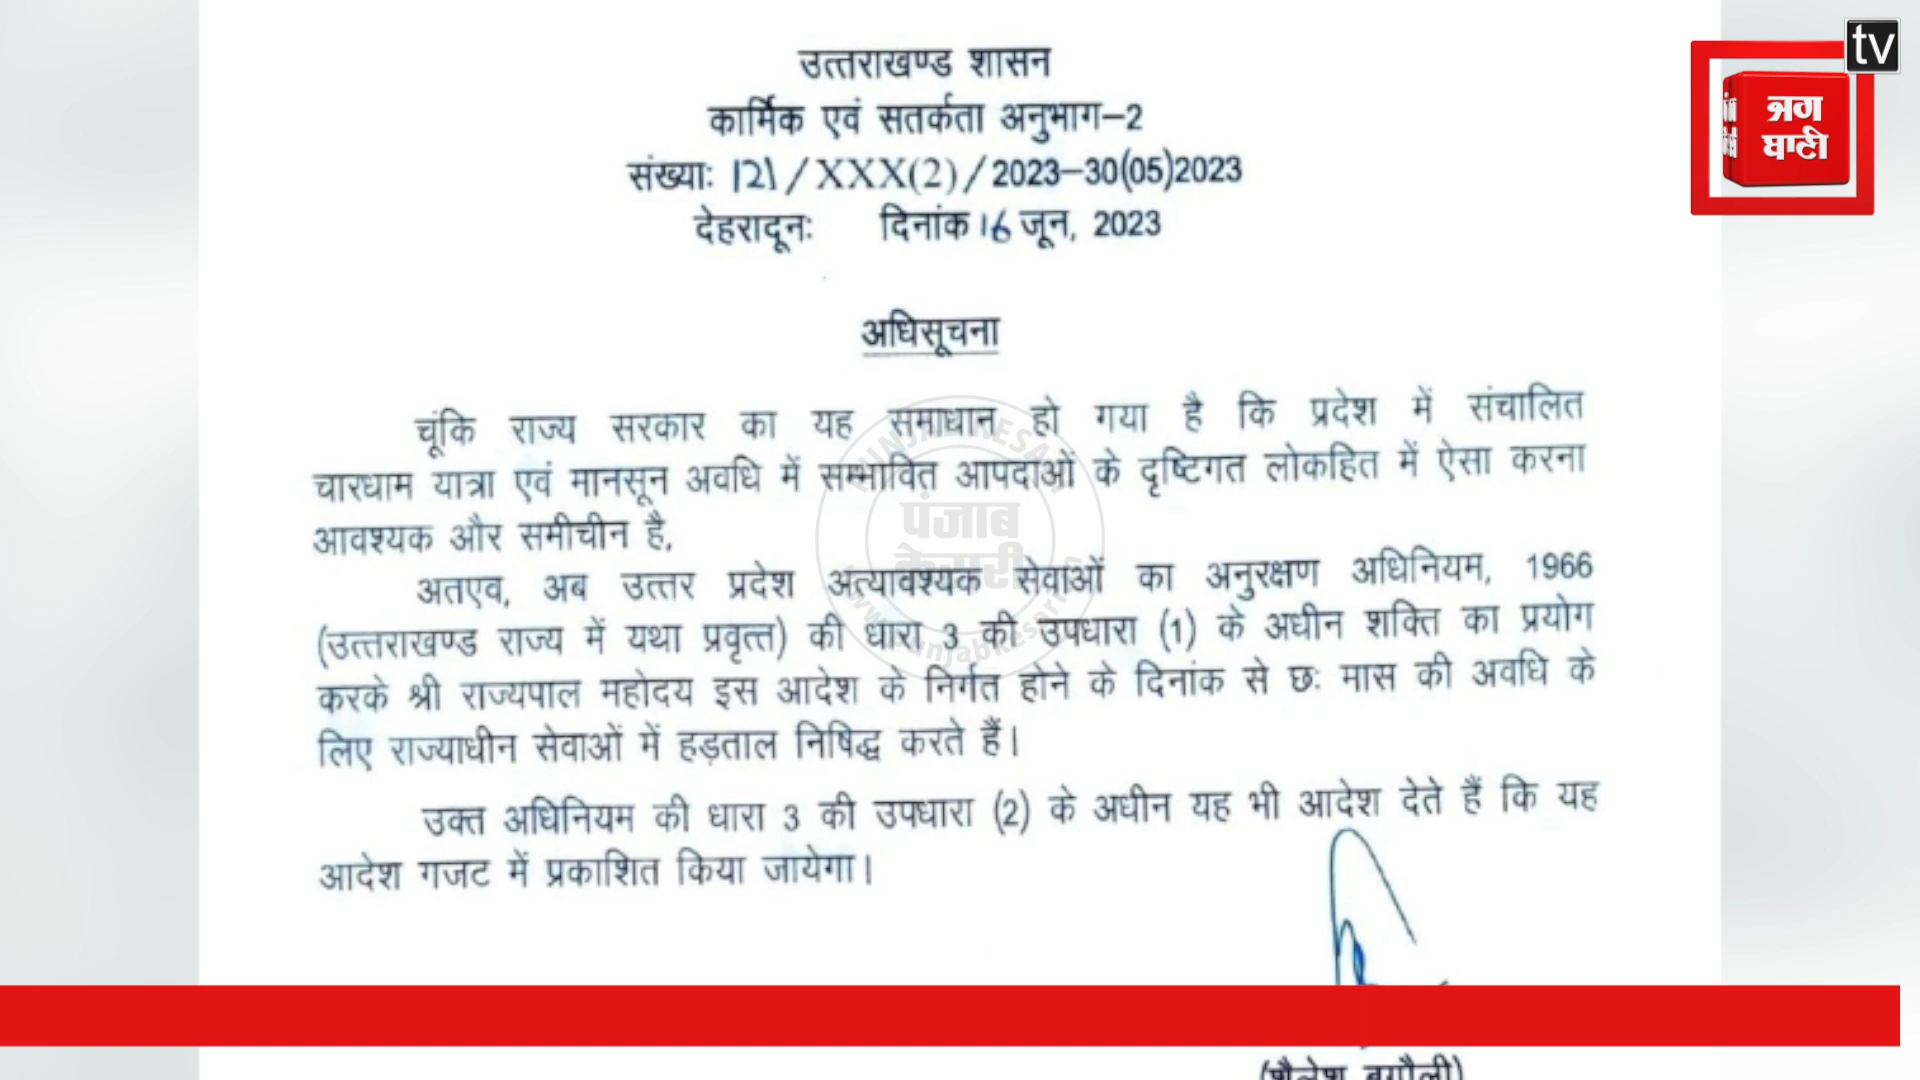 उत्तराखण्ड शासन
कार्मिक एवं सतर्कता अनुभाग–2
संख्याः 121/XXX(2)/2023–30(05)2023
देहरादूनः दिनांक 16 जून, 2023
tv
ਜਗ
ਬਾਣੀ
अधिसूचना
चूंकि राज्य सरकार का यह समाधान हो गया है कि प्रदेश में संचालित
चारधाम यात्रा एवं मानसून अवधि में सम्भावित आपदाओं के दृष्टिगत लोकहित में ऐसा करना
आवश्यक और समीचीन है,
अतएव, अब उत्तर प्रदेश अत्यावश्यक सेवाओं का अनुरक्षण अधिनियम, 1966
(उत्तराखण्ड राज्य में यथा प्रवृत्त) की धारा 3 की उपधारा (1) के अधीन शक्ति का प्रयोग
करके श्री राज्यपाल महोदय इस आदेश के निर्गत होने के दिनांक से छः मास की अवधि के
लिए राज्याधीन सेवाओं में हड़ताल निषिद्ध करते हैं।
उक्त अधिनियम की धारा 3 की उपधारा (2) के अधीन यह भी आदेश देते हैं कि यह
आदेश गजट में प्रकाशित किया जायेगा।
PUNJAB KESARI
पंजाब
केसरी
(शैलेश बगौली)